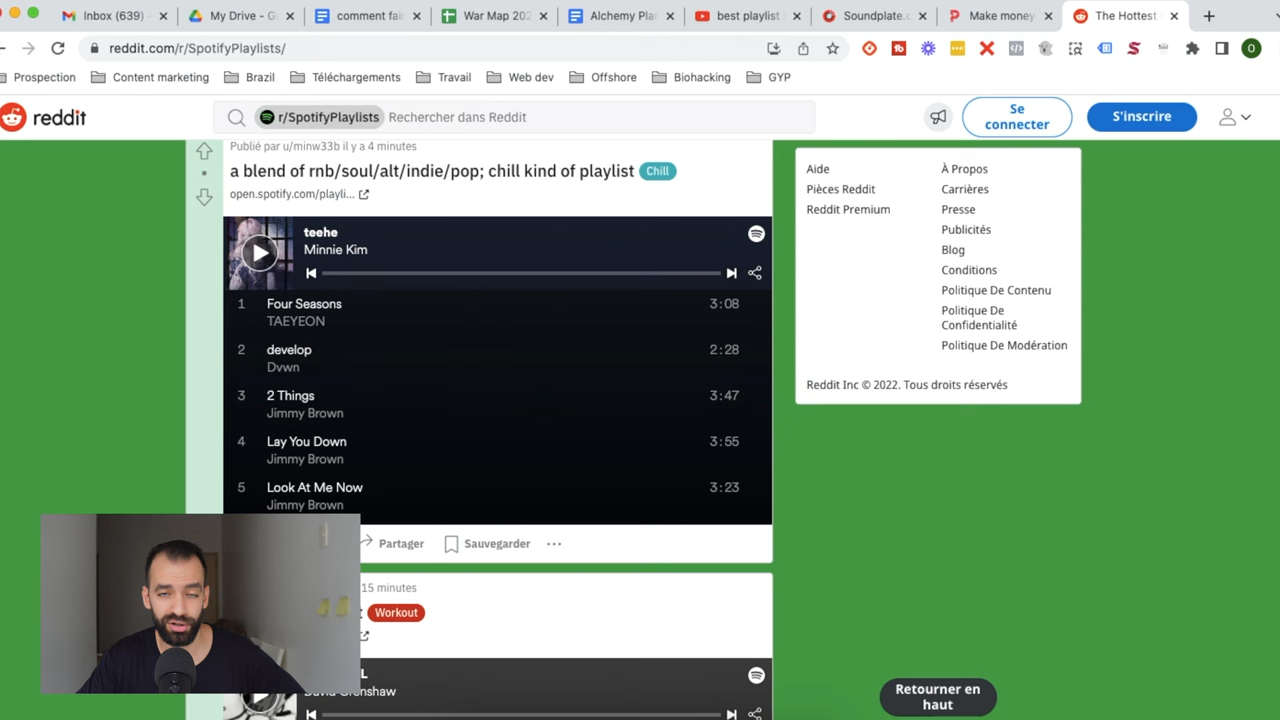 Inbox (639) -
My Drive - G
comment fai
War Map 202
Alchemy Plan
best playlist
Soundplate.c
Make money
The Hottest
reddit.com/r/SpotifyPlaylists/
O
Prospection
Content marketing
Brazil
Téléchargements
Travail
Web dev
Offshore
Biohacking
GYP
reddit
r/SpotifyPlaylists
Rechercher dans Reddit
Se
connecter
S'inscrire
Publié par u/minw33b il y a 4 minutes
a blend of rnb/soul/alt/indie/pop; chill kind of playlist Chill
open.spotify.com/playli...
teehe
Minnie Kim
1 Four Seasons 3:08
TAEYEON
2 develop 2:28
Dvwn
3 2 Things 3:47
Jimmy Brown
4 Lay You Down 3:55
Jimmy Brown
5 Look At Me Now 3:23
Jimmy Brown
Partager
Sauvegarder
15 minutes
Workout
L
Aide
Pièces Reddit
Reddit Premium
À Propos
Carrières
Presse
Publicités
Blog
Conditions
Politique De Contenu
Politique De
Confidentialité
Politique De Modération
Reddit Inc © 2022. Tous droits réservés
Retourner en
haut